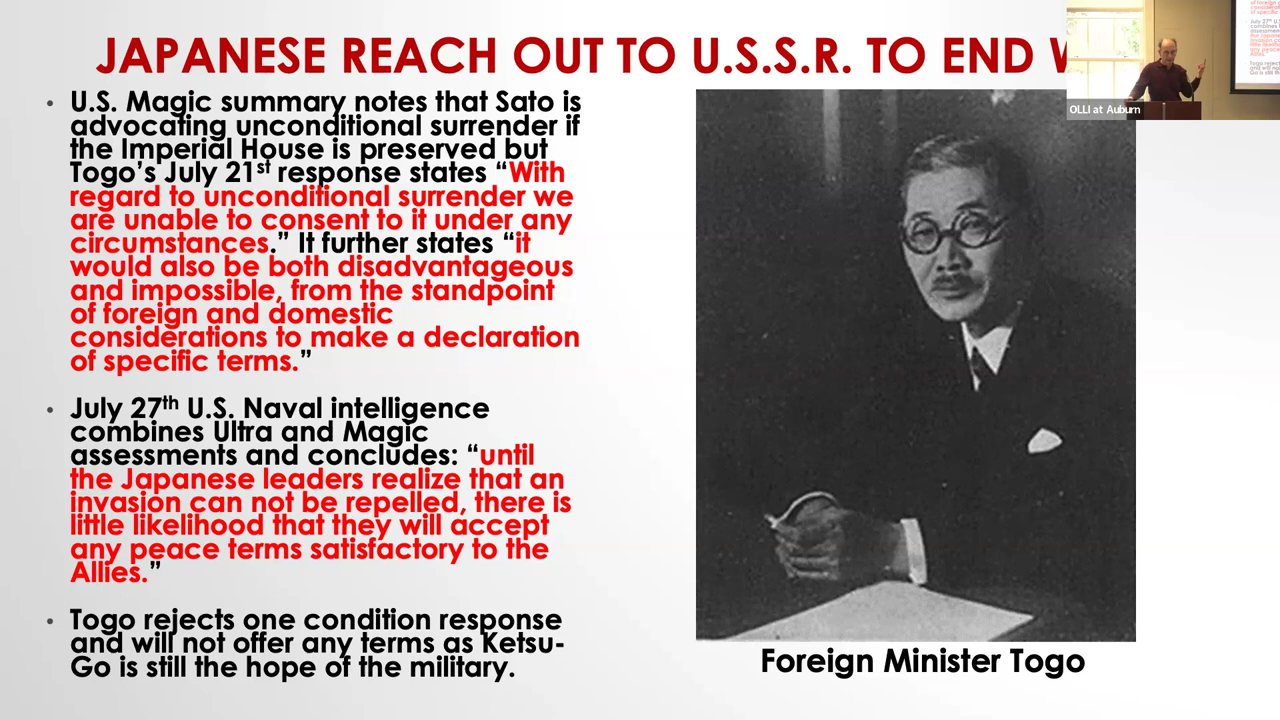 JAPANESE REACH OUT TO U.S.S.R. TO END
• U.S. Magic summary notes that Sato is
advocating unconditional surrender if
the Imperial House is preserved but
Togo’s July 21st response states “With
regard to unconditional surrender we
are unable to consent to it under any
circumstances.” It further states “it
would also be both disadvantageous
and impossible, from the standpoint
of foreign and domestic
considerations to make a declaration
of specific terms.”
• July 27th U.S. Naval intelligence
combines Ultra and Magic
assessments and concludes: “until
the Japanese leaders realize that an
invasion can not be repelled, there is
little likelihood that they will accept
any peace terms satisfactory to the
Allies.”
• Togo rejects one condition response
and will not offer any terms as Ketsu-
Go is still the hope of the military.
Foreign Minister Togo
OLLI at Auburn